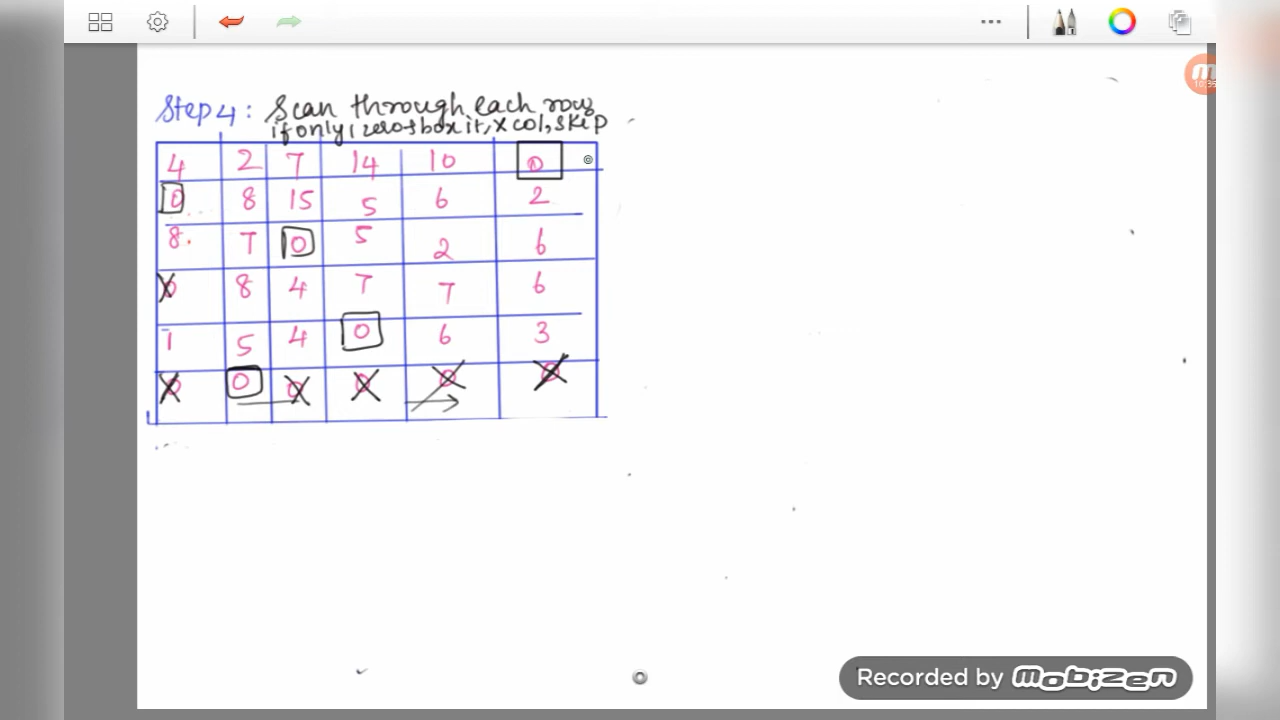 Step 4: Scan through each row
if only 1 zero → box it, X col, skip
4 2 7 14 10 0
0 8 15 5 6 2
8 7 0 5 2 6
0 8 4 7 7 6
1 5 4 0 6 3
0 0 0 0 0 0
Recorded by mobizen